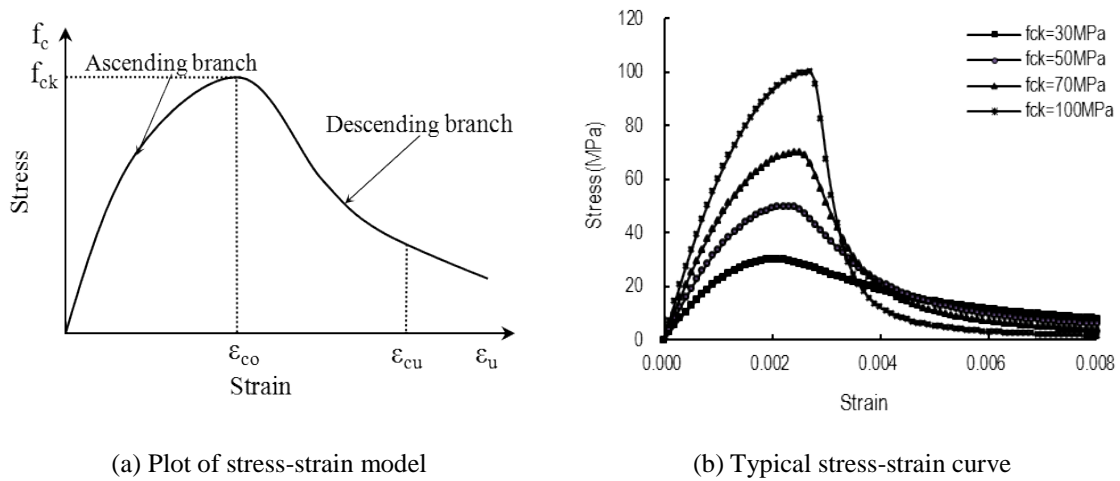 f_c
f_ck
Ascending branch
Descending branch
Stress
ε_co
ε_cu
ε_u
Strain
(a) Plot of stress-strain model
120
100
80
60
40
20
0
Stress (MPa)
fck=30MPa
fck=50MPa
fck=70MPa
fck=100MPa
0.000
0.002
0.004
0.006
0.008
Strain
(b) Typical stress-strain curve